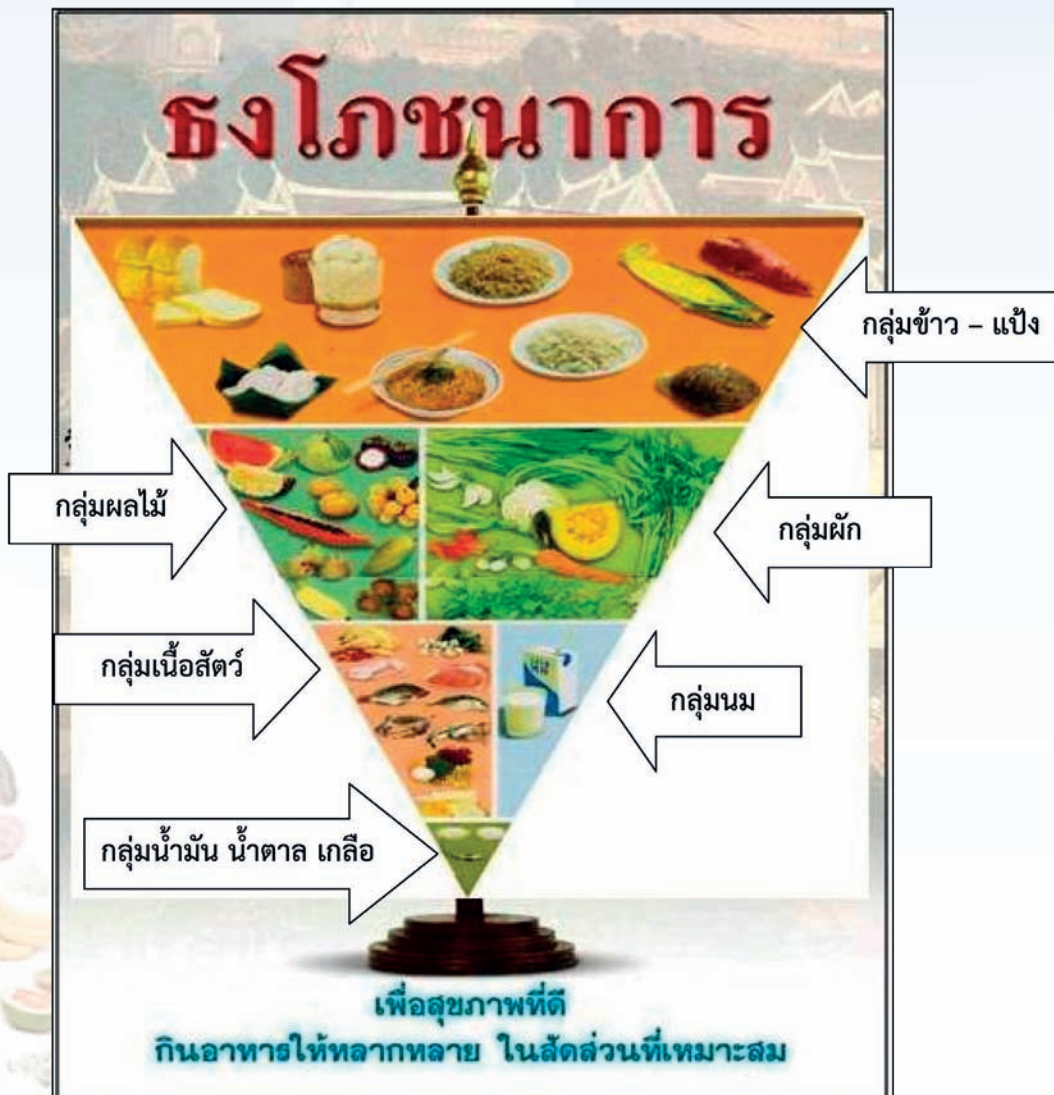 ธงโภชนาการ
กลุ่มข้าว – แป้ง
กลุ่มผลไม้
กลุ่มผัก
กลุ่มเนื้อสัตว์
กลุ่มนม
กลุ่มน้ำมัน น้ำตาล เกลือ
เพื่อสุขภาพที่ดี
กินอาหารให้หลากหลาย ในสัดส่วนที่เหมาะสม